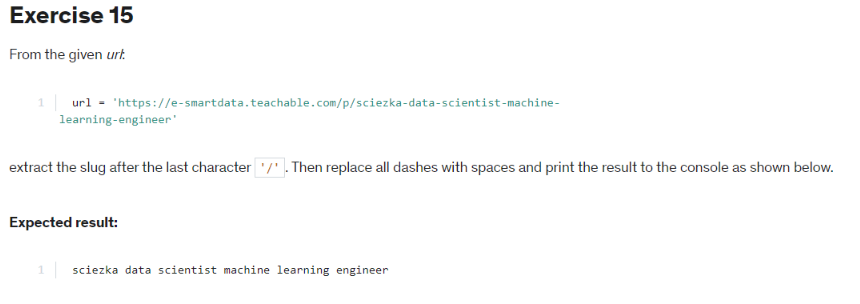 Exercise 15
From the given url:
1 url = 'https://e-smartdata.teachable.com/p/sciezka-data-scientist-machine-
learning-engineer'
extract the slug after the last character '/'. Then replace all dashes with spaces and print the result to the console as shown below.
Expected result:
1 sciezka data scientist machine learning engineer